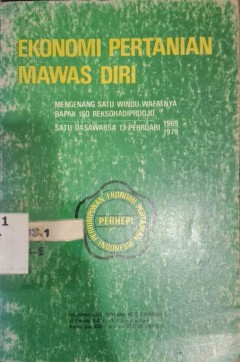 EKONOMI PERTANIAN
MAWAS DIRI
MENGENANG SATU WINDU WAFATNYA
BAPAK ISO REKSOHADIPRODJO
SATU DASAWARSA 13 PEBRUARI 1969
1979
PERHIMPUNAN EKONOMI PERTANIAN INDONESIA
PERHEPI
1